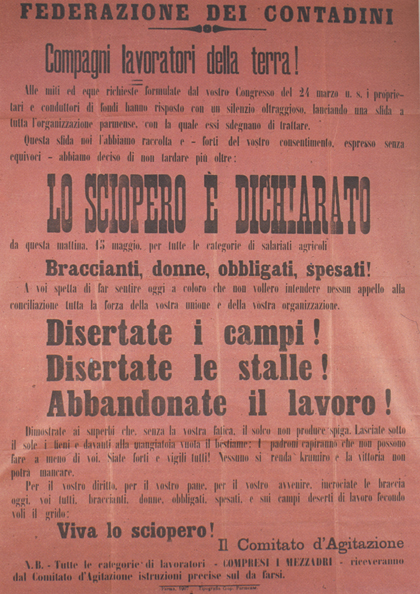 FEDERAZIONE DEI CONTADINI
Compagni lavoratori della terra!
Alle miti ed eque richieste formulate dal vostro Congresso del 24 marzo u. s. i proprie-
tari e conduttori di fondi hanno risposto con un silenzio oltraggioso, lanciando una sfida a
tutta l'organizzazione parmense, con la quale essi sdegnano di trattare.
Questa sfida noi l'abbiamo raccolta e - forti del vostro consentimento, espresso senza
equivoci - abbiamo deciso di non tardare più oltre:
LO SCIOPERO È DICHIARATO
da questa mattina, 15 maggio, per tutte le categorie di salariati agricoli
Braccianti, donne, obbligati, spesati!
A voi spetta di far sentire oggi a coloro che non vollero intendere nessun appello alla
conciliazione tutta la forza della vostra unione e della vostra organizzazione.
Disertate i campi!
Disertate le stalle!
Abbandonate il lavoro!
Dimostrate ai superbi che, senza la vostra fatica, il solco non produce spiga. Lasciate sotto
il sole i fieni e davanti alla mangiatoia vuota il bestiame; I padroni capiranno che non possono
fare a meno di voi. Siate forti e vigili tutti! Nessuno si renda krumiro e la vittoria non
potrà mancare.
Per il vostro diritto, per il vostro pane, per il vostro avvenire, incrociate le braccia
oggi, voi tutti, braccianti, donne, obbligati, spesati, e sui campi deserti di lavoro fecondo
voli il grido:
Viva lo sciopero!
Il Comitato d'Agitazione
N.B. - Tutte le categorie di lavoratori - COMPRESI I MEZZADRI - riceveranno
dal Comitato d'Agitazione istruzioni precise sul da farsi.